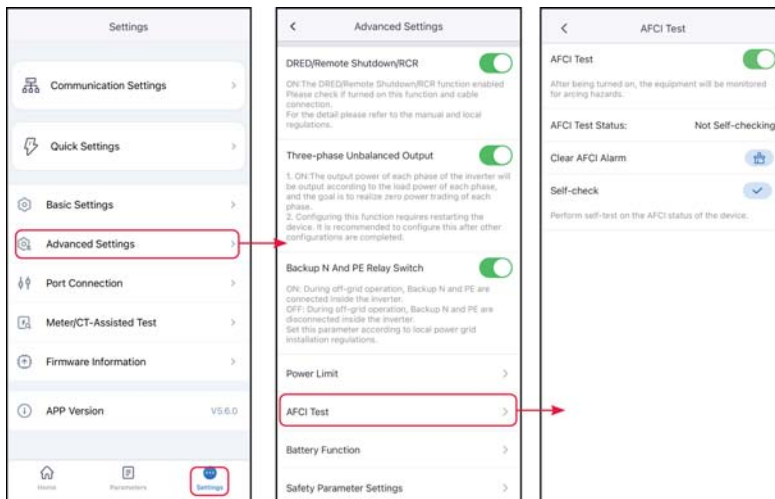 Settings
Communication Settings
Quick Settings
Basic Settings
Advanced Settings
Port Connection
Meter/CT-Assisted Test
Firmware Information
APP Version V5.6.0
Home
Parameters
Settings
Advanced Settings
DRED/Remote Shutdown/RCR
ON:The DRED/Remote Shutdown/RCR function enabled
Please check if turned on this function and cable
connection.
For the detail please refer to the manual and local
regulations.
Three-phase Unbalanced Output
1. ON:The output power of each phase of the inverter will
be output according to the load power of each phase,
and the goal is to realize zero power trading of each
phase.
2. Configuring this function requires restarting the
device. It is recommended to configure this after other
configurations are completed.
Backup N And PE Relay Switch
ON: During off-grid operation, Backup N and PE are
connected inside the inverter.
OFF: During off-grid operation, Backup N and PE are
disconnected inside the inverter.
Set this parameter according to local power grid
installation regulations.
Power Limit
AFCI Test
Battery Function
Safety Parameter Settings
AFCI Test
AFCI Test
After being turned on, the equipment will be monitored
for arcing hazards.
AFCI Test Status: Not Self-checking
Clear AFCI Alarm
Self-check
Perform self-test on the AFCI status of the device.